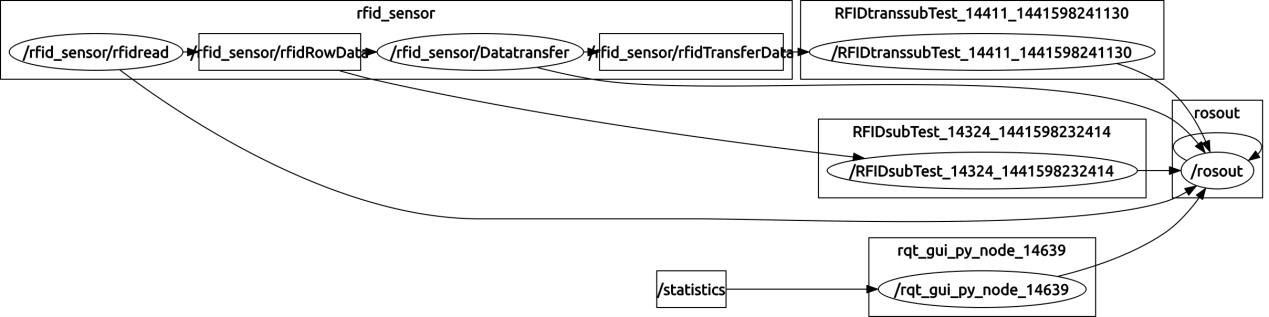 rfid_sensor
RFIDtranssubTest_14411_1441598241130
/rfid_sensor/rfidread
/rfid_sensor/rfidRowData
/rfid_sensor/Datatransfer
/rfid_sensor/rfidTransferData
/RFIDtranssubTest_14411_1441598241130
rosout
RFIDsubTest_14324_1441598232414
/RFIDsubTest_14324_1441598232414
/rosout
rqt_gui_py_node_14639
/statistics
/rqt_gui_py_node_14639